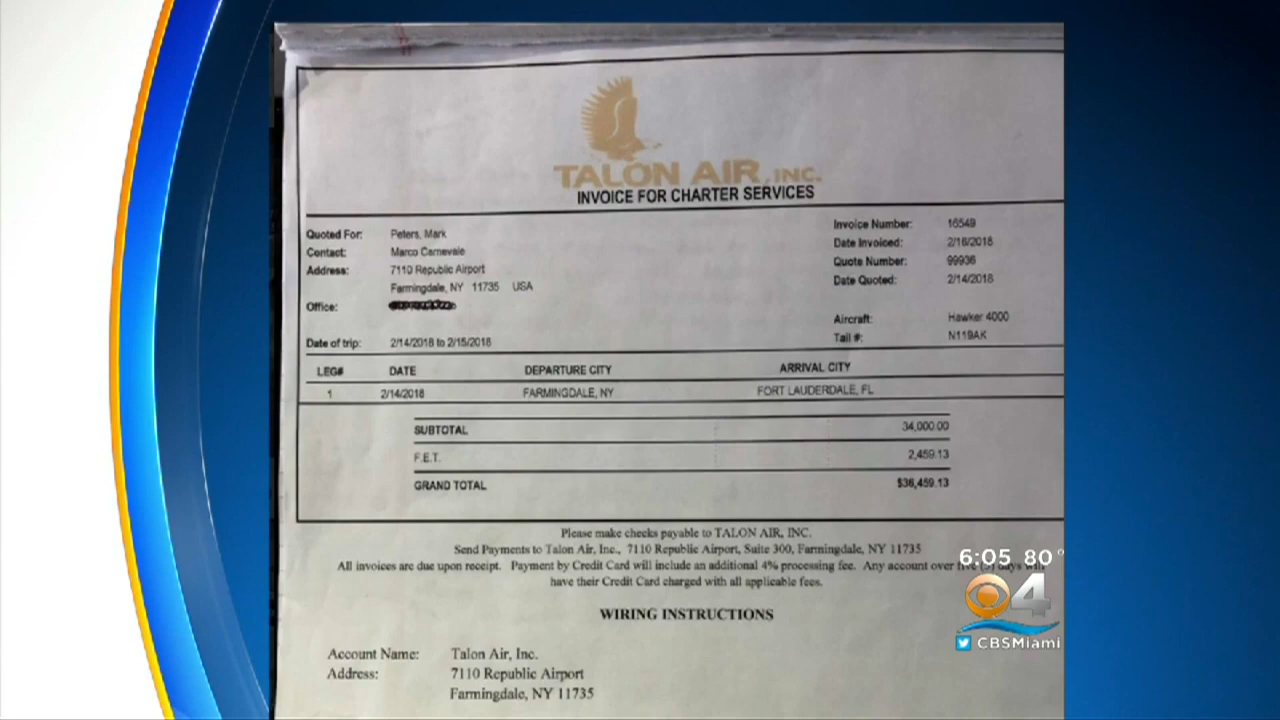 TALON AIR, INC.
INVOICE FOR CHARTER SERVICES
Quoted For: Peters, Mark
Contact: Marco Carnevale
Address: 7110 Republic Airport
Farmingdale, NY 11735 USA
Office:
Date of trip: 2/14/2018 to 2/15/2018
Invoice Number: 16549
Date Invoiced: 2/16/2018
Quote Number: 99936
Date Quoted: 2/14/2018
Aircraft: Hawker 4000
Tail #: N119AK
LEG# DATE DEPARTURE CITY ARRIVAL CITY
1 2/14/2018 FARMINGDALE, NY FORT LAUDERDALE, FL
SUBTOTAL 34,000.00
F.E.T. 2,459.13
GRAND TOTAL $36,459.13
Please make checks payable to TALON AIR, INC.
Send Payments to Talon Air, Inc., 7110 Republic Airport, Suite 300, Farmingdale, NY 11735
All invoices are due upon receipt. Payment by Credit Card will include an additional 4% processing fee. Any account over five (5) days will
have their Credit Card charged with all applicable fees.
WIRING INSTRUCTIONS
Account Name: Talon Air, Inc.
Address: 7110 Republic Airport
Farmingdale, NY 11735
6:05 80°
4
CBSMiami